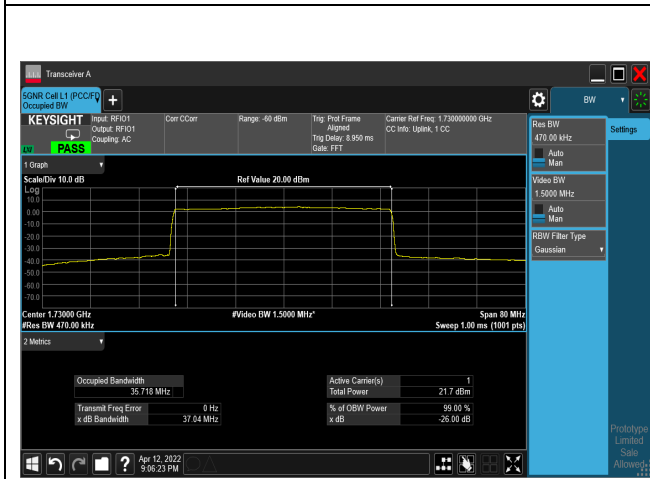 Transceiver A
5GNR Cell L1 (PCC/FD
Occupied BW
BW
KEYSIGHT
LVI
PASS
Input: RFIO1
Output: RFIO1
Coupling: AC
Corr CCorr
Range: -60 dBm
Trig: Prot Frame
Aligned
Trig Delay: 8.950 ms
Gate: FFT
Carrier Ref Freq: 1.730000000 GHz
CC Info: Uplink, 1 CC
Res BW
470.00 kHz
Auto
Man
Settings
Video BW
1.5000 MHz
Auto
Man
RBW Filter Type
Gaussian
1 Graph
Scale/Div 10.0 dB
Ref Value 20.00 dBm
Log
10.0
0.00
-10.0
-20.0
-30.0
-40.0
-50.0
-60.0
-70.0
Center 1.73000 GHz
#Video BW 1.5000 MHz*
Span 80 MHz
#Res BW 470.00 kHz
Sweep 1.00 ms (1001 pts)
2 Metrics
Occupied Bandwidth
35.718 MHz
Active Carrier(s) 1
Total Power 21.7 dBm
Transmit Freq Error 0 Hz
x dB Bandwidth 37.04 MHz
% of OBW Power 99.00 %
x dB -26.00 dB
Apr 12, 2022
9:06:23 PM
Prototype
Limited
Sale
Allowed